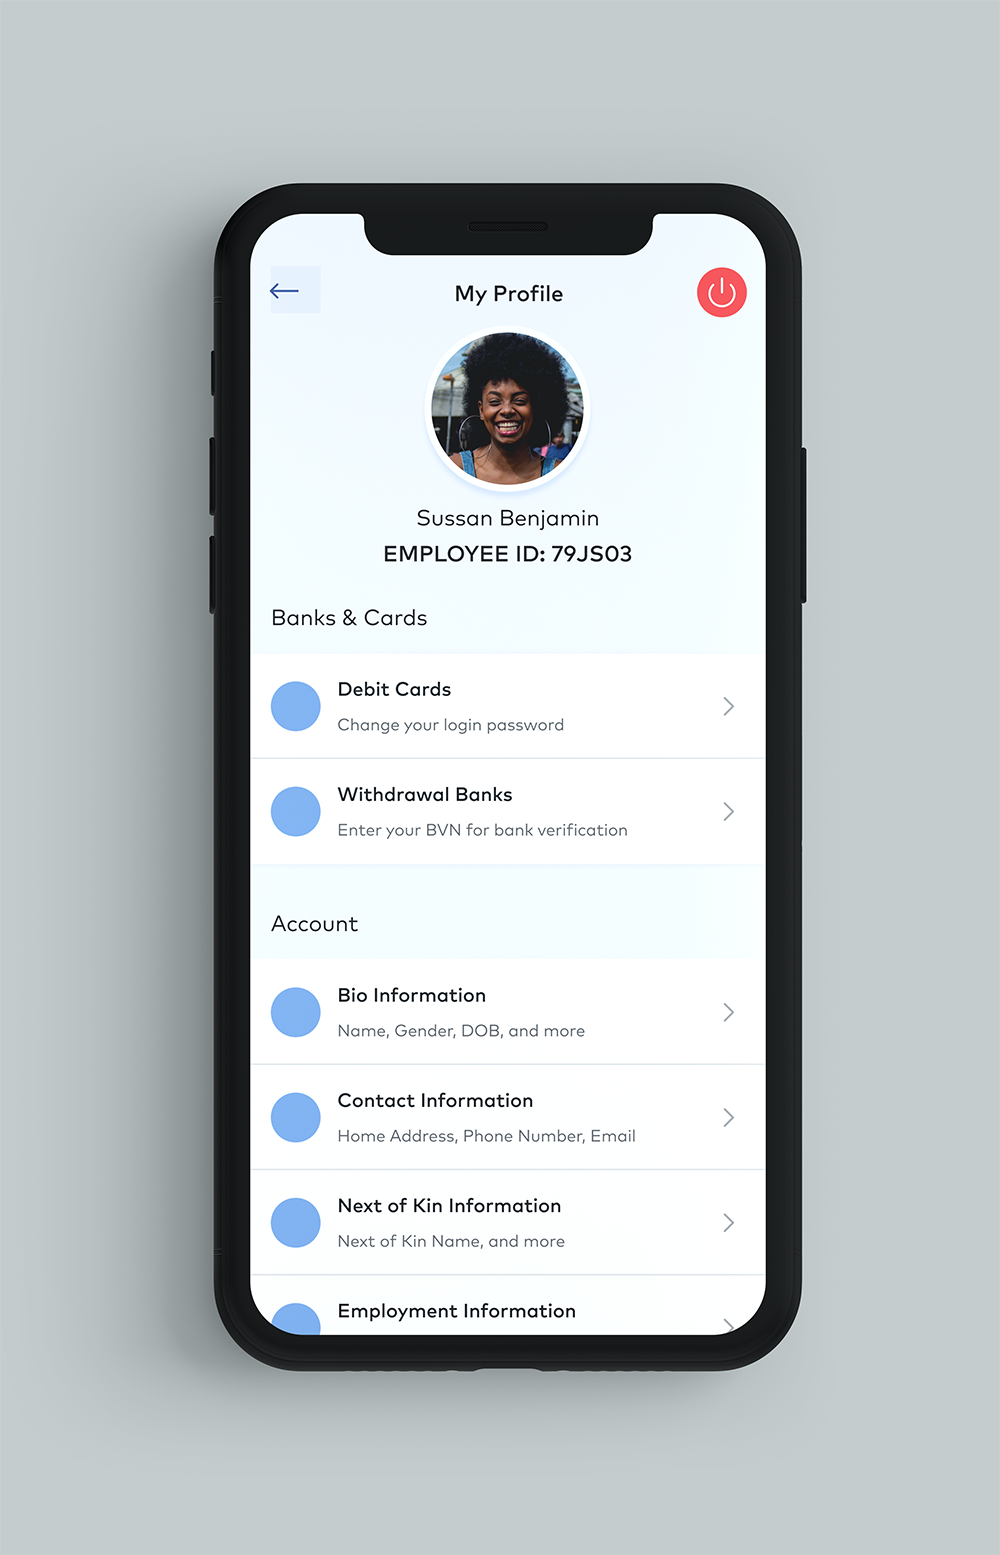 My Profile
Sussan Benjamin
EMPLOYEE ID: 79JS03
Banks & Cards
Debit Cards
Change your login password
Withdrawal Banks
Enter your BVN for bank verification
Account
Bio Information
Name, Gender, DOB, and more
Contact Information
Home Address, Phone Number, Email
Next of Kin Information
Next of Kin Name, and more
Employment Information